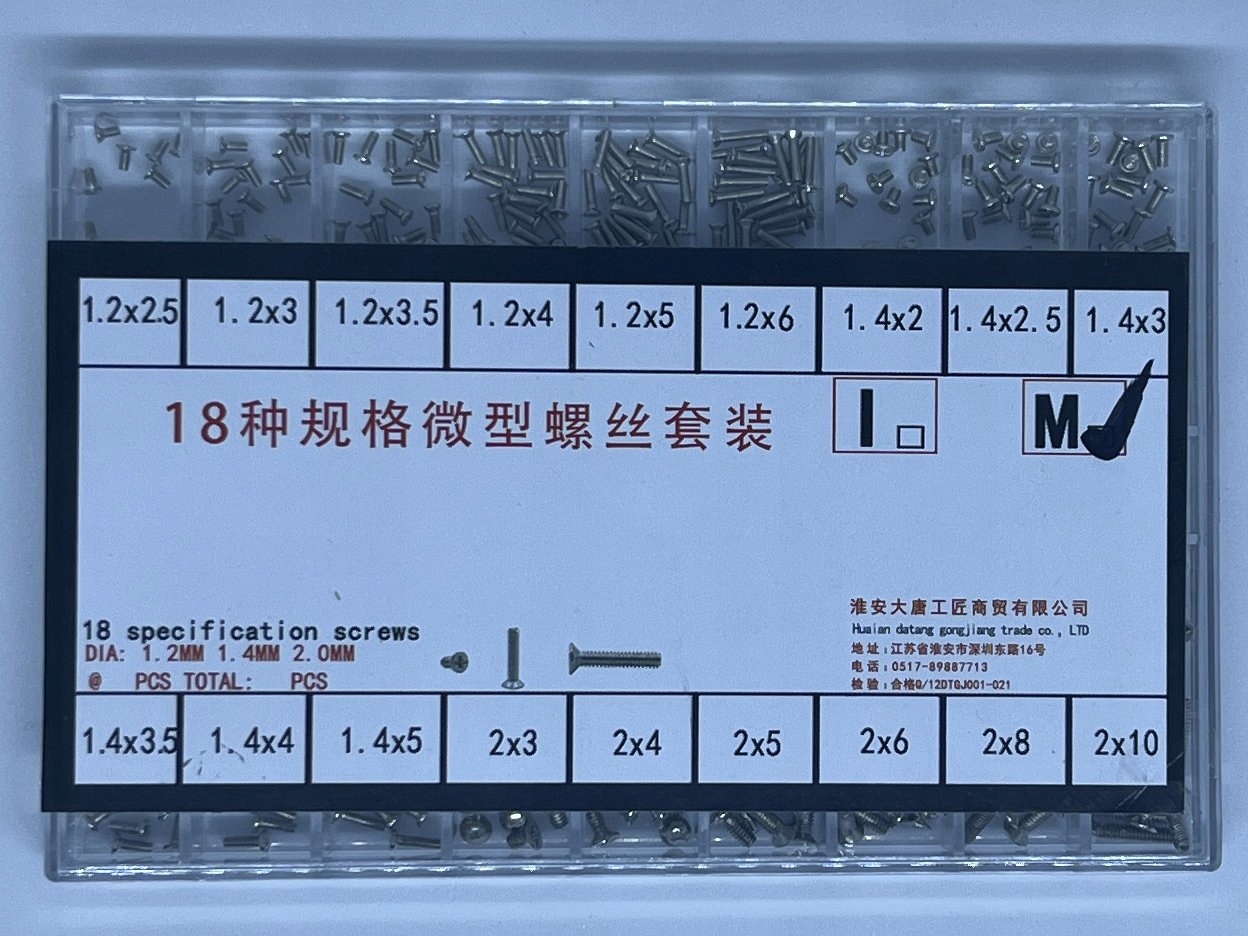 1.2x2.5 1.2x3 1.2x3.5 1.2x4 1.2x5 1.2x6 1.4x2 1.4x2.5 1.4x3
18种规格微型螺丝套装
I
M
18 specification screws
DIA: 1.2MM 1.4MM 2.0MM
@ PCS TOTAL: PCS
淮安大唐工匠商贸有限公司
Huaian datang gongjiang trade co., LTD
地址:江苏省淮安市深圳东路16号
电话:0517-89887713
检验:合格Q/12DTGJ001-021
1.4x3.5 1.4x4 1.4x5 2x3 2x4 2x5 2x6 2x8 2x10